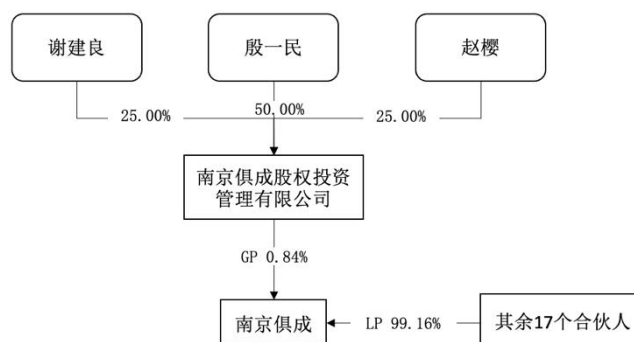 谢建良
殷一民
赵樱
25.00%
50.00%
25.00%
南京俱成股权投资
管理有限公司
GP 0.84%
南京俱成
LP 99.16%
其余17个合伙人